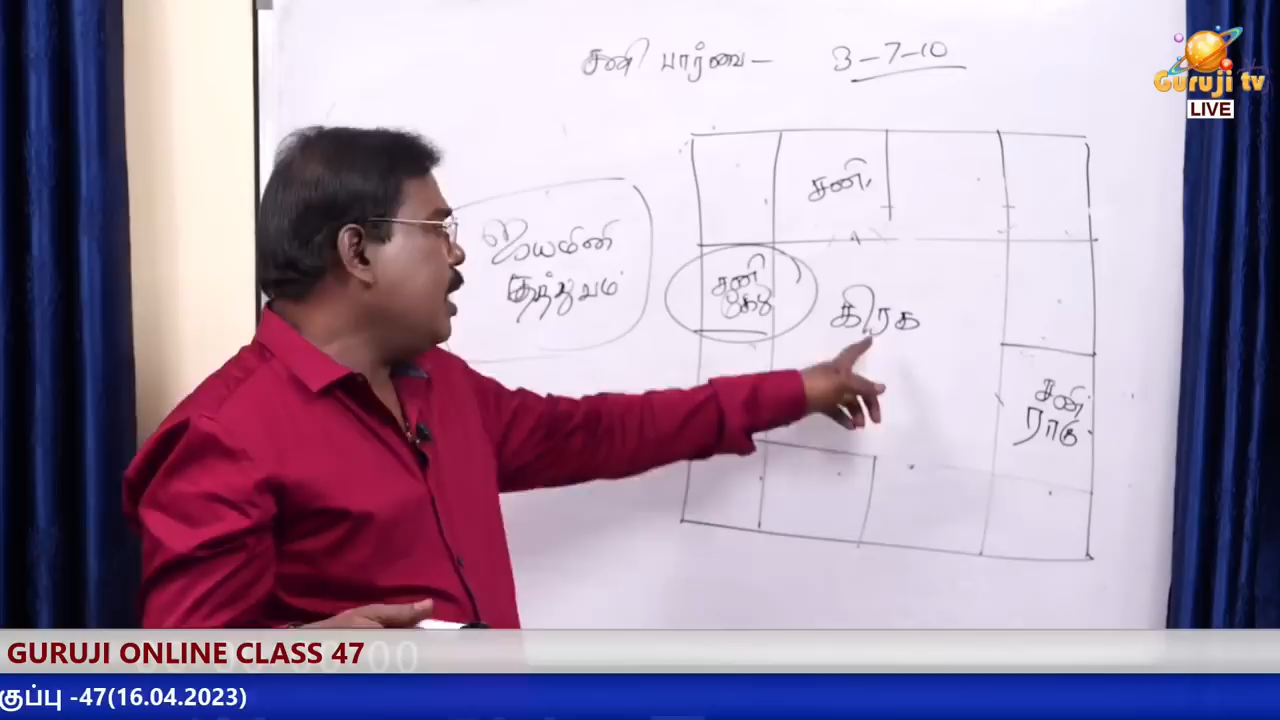 சனி பார்வை – 3-7-10
Guruji tv
LIVE
சனி
ஜெயமினி
சூத்துவம்
சனி
கேது
கிரக
சனி
ராகு
GURUJI ONLINE CLASS 47
குப்பு -47(16.04.2023)